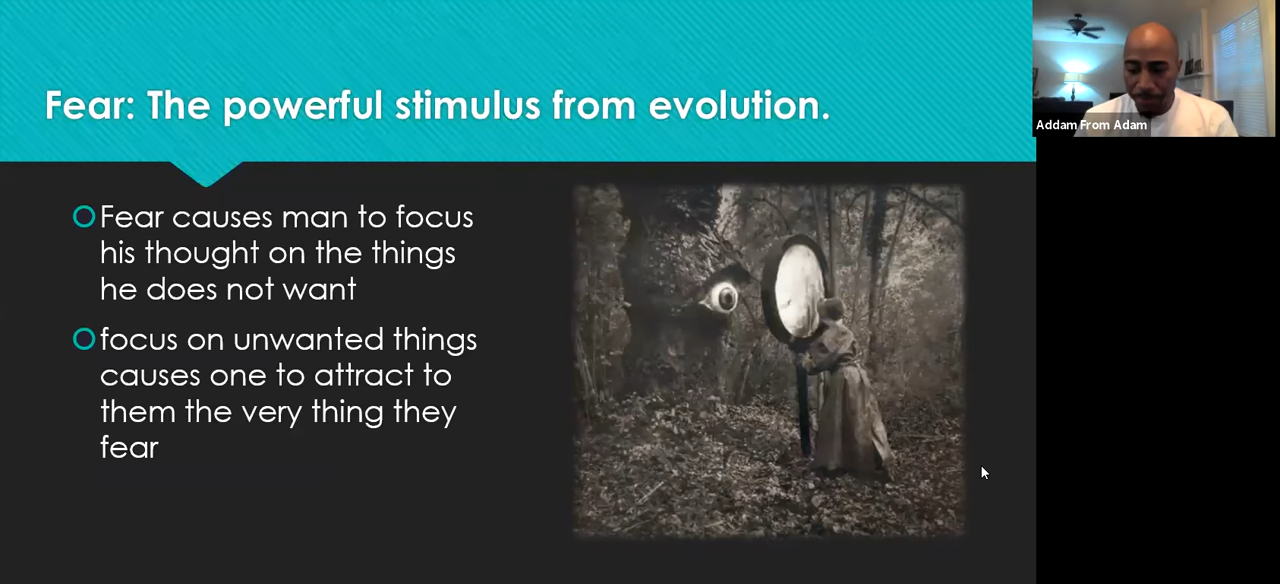 Fear: The powerful stimulus from evolution.
Fear causes man to focus
his thought on the things
he does not want
focus on unwanted things
causes one to attract to
them the very thing they
fear
Addam From Adam